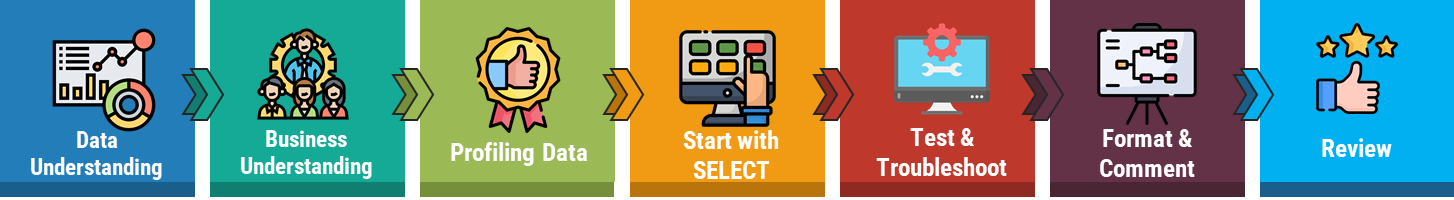 Data
Understanding
Business
Understanding
Profiling Data
Start with
SELECT
Test &
Troubleshoot
Format &
Comment
Review